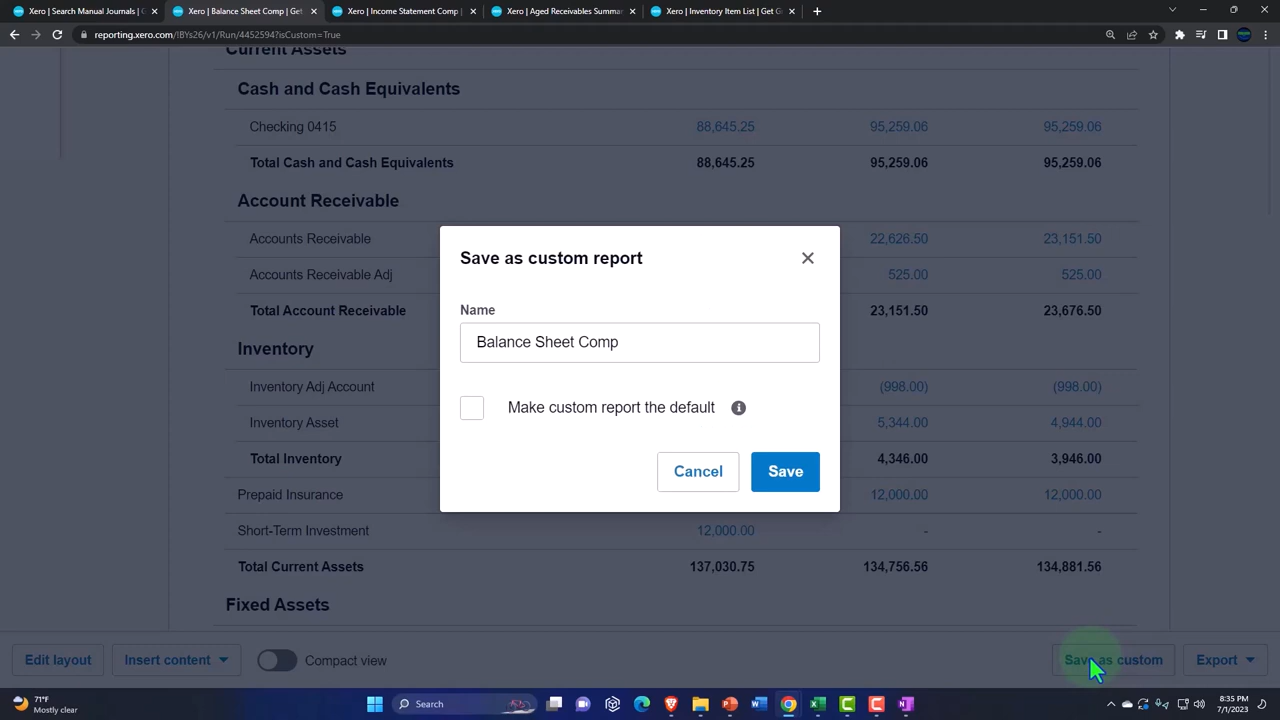 Xero | Search Manual Journals |
Xero | Balance Sheet Comp | Get
Xero | Income Statement Comp
Xero | Aged Receivables Summar
Xero | Inventory Item List | Get G
reporting.xero.com/IBYs26/v1/Run/4452594?isCustom=True
Current Assets
Cash and Cash Equivalents
Checking 0415 88,645.25 95,259.06 95,259.06
Total Cash and Cash Equivalents 88,645.25 95,259.06 95,259.06
Account Receivable
Accounts Receivable 22,626.50 23,151.50
Accounts Receivable Adj 525.00 525.00
Total Account Receivable 23,151.50 23,676.50
Inventory
Inventory Adj Account (998.00) (998.00)
Inventory Asset 5,344.00 4,944.00
Total Inventory 4,346.00 3,946.00
Prepaid Insurance 12,000.00 12,000.00
Short-Term Investment 12,000.00 - -
Total Current Assets 137,030.75 134,756.56 134,881.56
Fixed Assets
Save as custom report
Name
Balance Sheet Comp
Make custom report the default
Cancel Save
Edit layout Insert content Compact view Save as custom Export
71°F
Mostly clear
Search
8:35 PM
7/1/2023